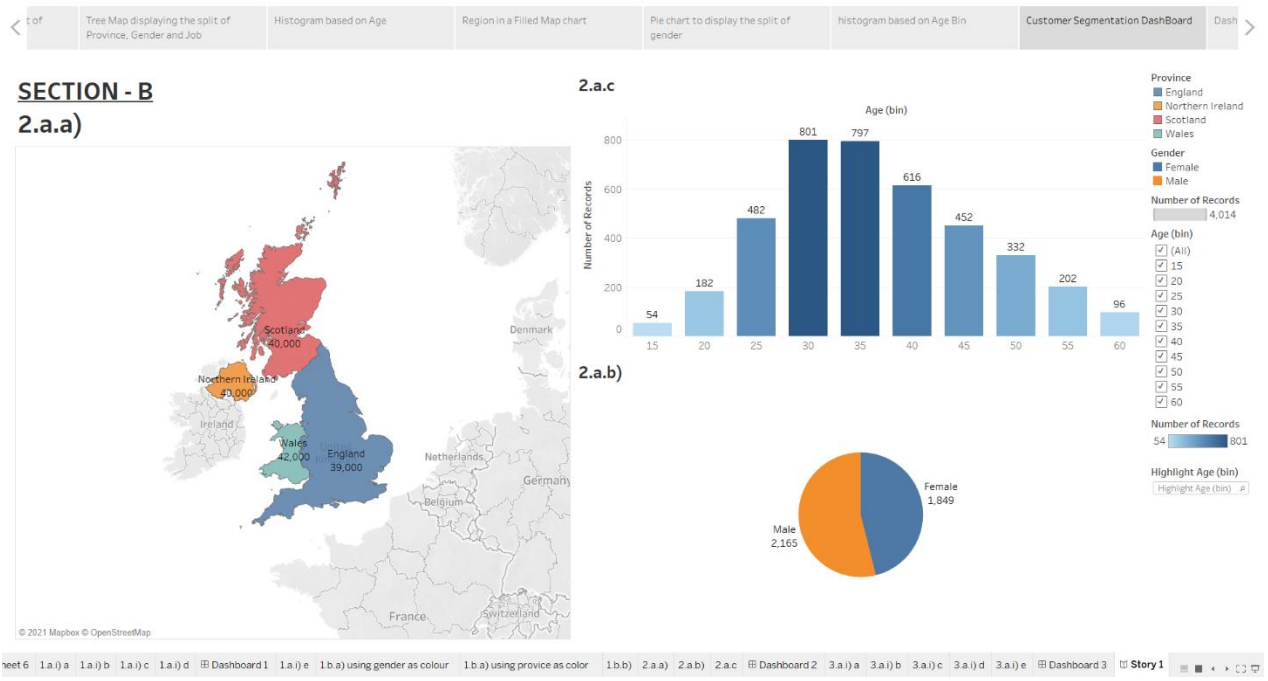 t of
Tree Map displaying the split of
Province, Gender and Job
Histogram based on Age
Region in a Filled Map chart
Pie chart to display the split of
gender
histogram based on Age Bin
Customer Segmentation DashBoard
Dash
SECTION - B
2.a.a)
Scotland
40,000
Northern Ireland
40,000
Ireland
Wales
42,000
United
England
39,000
Denmark
Netherlands
Belgium
Germany
France
Switzerland
© 2021 Mapbox © OpenStreetMap
2.a.c
Age (bin)
Number of Records
800
600
400
200
0
54
182
482
801
797
616
452
332
202
96
15
20
25
30
35
40
45
50
55
60
2.a.b)
Female
1,849
Male
2,165
Province
England
Northern Ireland
Scotland
Wales
Gender
Female
Male
Number of Records
4,014
Age (bin)
(All)
15
20
25
30
35
40
45
50
55
60
Number of Records
54 801
Highlight Age (bin)
Highlight Age (bin)
heet 6 1.a.i) a 1.a.i) b 1.a.i) c 1.a.i) d Dashboard 1 1.a.i) e 1.b.a) using gender as colour 1.b.a) using provice as color 1.b.b) 2.a.a) 2.a.b) 2.a.c Dashboard 2 3.a.i) a 3.a.i) b 3.a.i) c 3.a.i) d 3.a.i) e Dashboard 3 Story 1